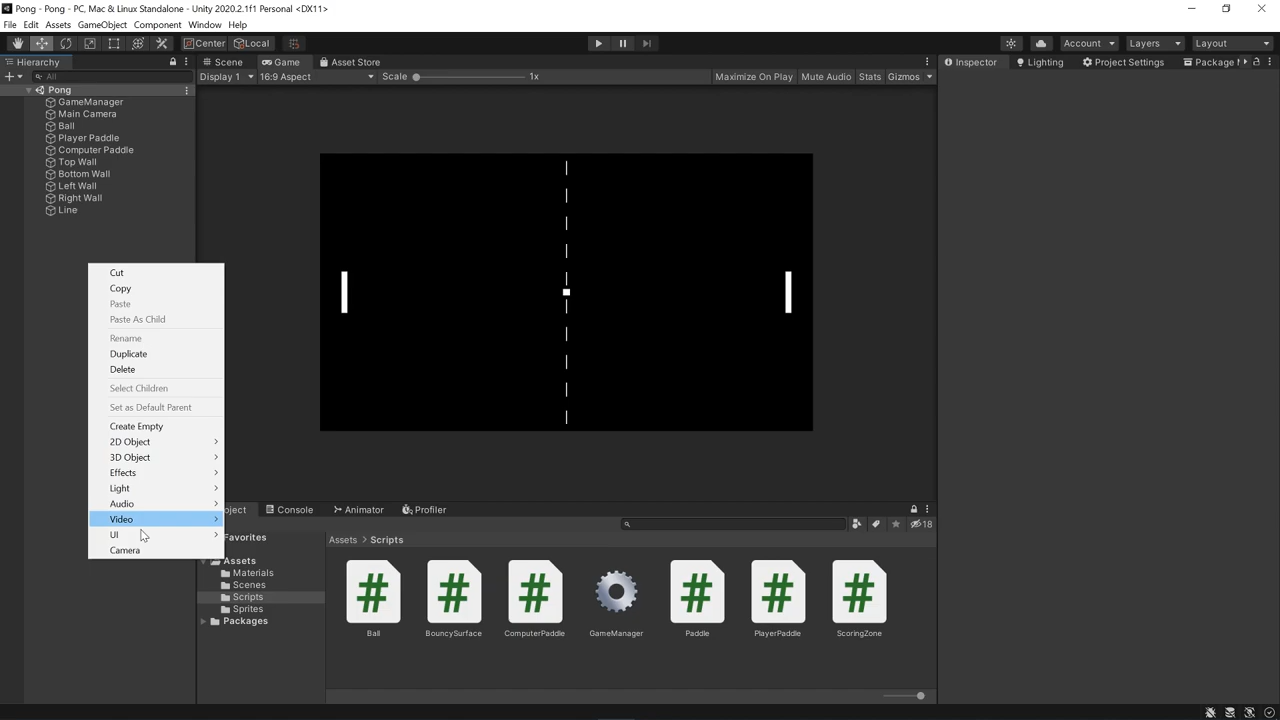 Pong - Pong - PC, Mac & Linux Standalone - Unity 2020.2.1f1 Personal <DX11>
File Edit Assets GameObject Component Window Help
Center Local Account Layers Layout
Hierarchy Scene Game Asset Store Inspector Lighting Project Settings Package
All Display 1 16:9 Aspect Scale 1x Maximize On Play Mute Audio Stats Gizmos
Pong
GameManager
Main Camera
Ball
Player Paddle
Computer Paddle
Top Wall
Bottom Wall
Left Wall
Right Wall
Line
Cut
Copy
Paste
Paste As Child
Rename
Duplicate
Delete
Select Children
Set as Default Parent
Create Empty
2D Object
3D Object
Effects
Light
Audio
Video
UI
Camera
oject Console Animator Profiler
18
Favorites
Assets > Scripts
Assets
Materials
Scenes
Scripts
Sprites
Packages
Ball BouncySurface ComputerPaddle GameManager Paddle PlayerPaddle ScoringZone